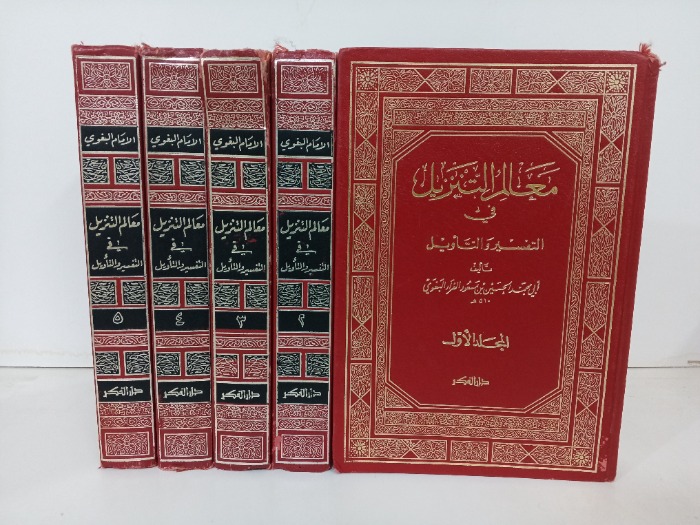 معالم التنزيل
في
التفسير والتأويل
تأليف
أبي محمد الحسين بن مسعود الفراء البغوي
٥١٠ هـ
المجلد الأول
دار الفكر
الإمام البغوي
معالم التنزيل
في
التفسير والتأويل
٢
دار الفكر
الإمام البغوي
معالم التنزيل
في
التفسير والتأويل
٣
دار الفكر
الإمام البغوي
معالم التنزيل
في
التفسير والتأويل
٤
دار الفكر
الإمام البغوي
معالم التنزيل
في
التفسير والتأويل
٥
دار الفكر